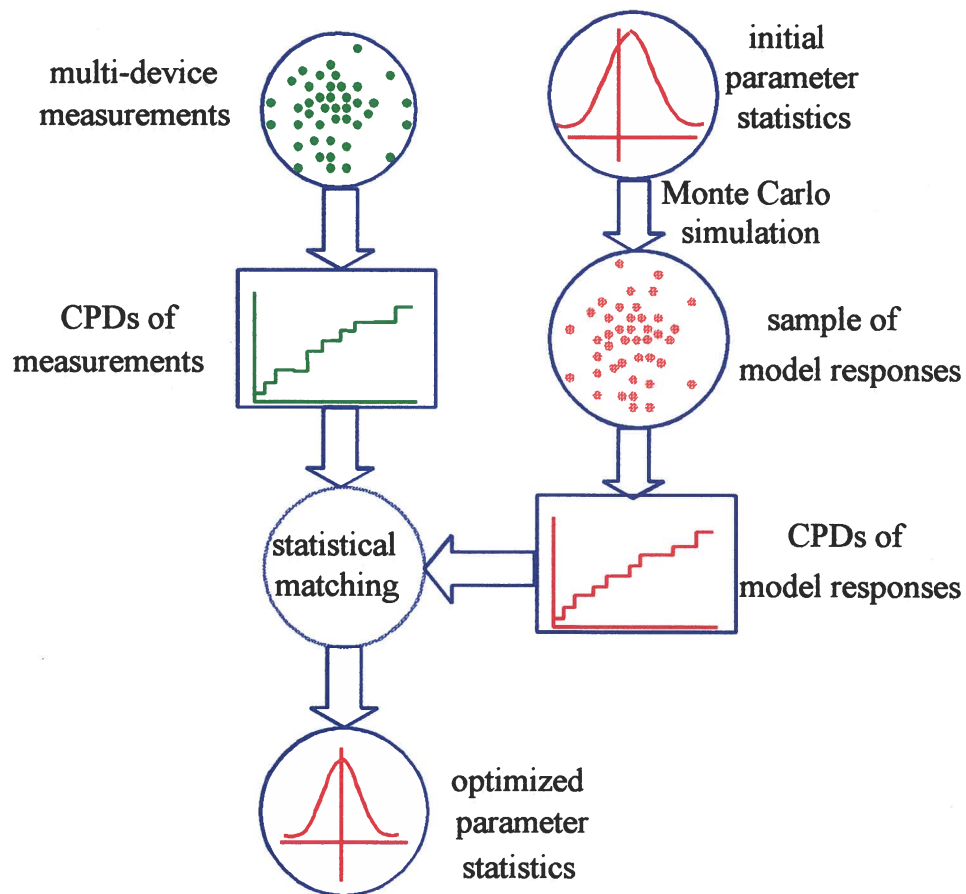 multi-device
measurements
initial
parameter
statistics
Monte Carlo
simulation
CPDs of
measurements
sample of
model responses
statistical
matching
CPDs of
model responses
optimized
parameter
statistics